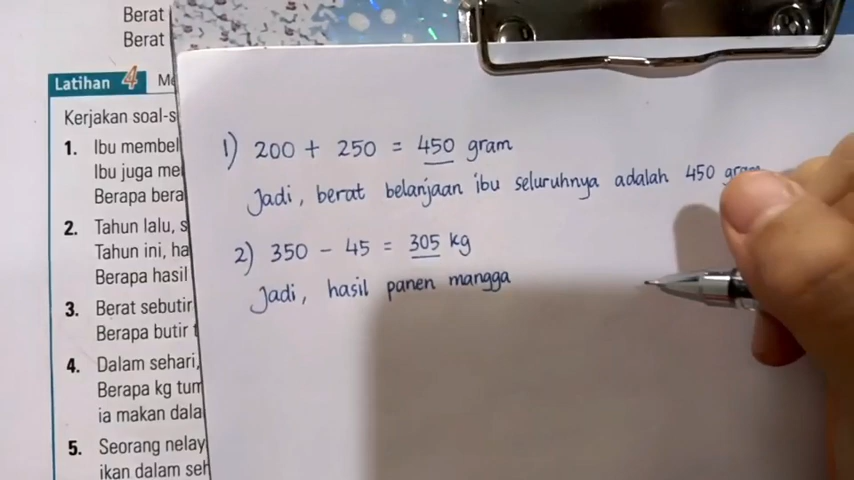 Berat
Berat
Latihan 4
Kerjakan soal-s
1. Ibu membel
Ibu juga me
Berapa bera
2. Tahun lalu, s
Tahun ini, ha
Berapa hasil
3. Berat sebutir
Berapa butir
4. Dalam sehari,
Berapa kg tum
ia makan dala
5. Seorang nelay
ikan dalam seh
1) 200 + 250 = 450 gram
Jadi, berat belanjaan ibu seluruhnya adalah 450 gram
2) 350 - 45 = 305 kg
Jadi, hasil panen mangga